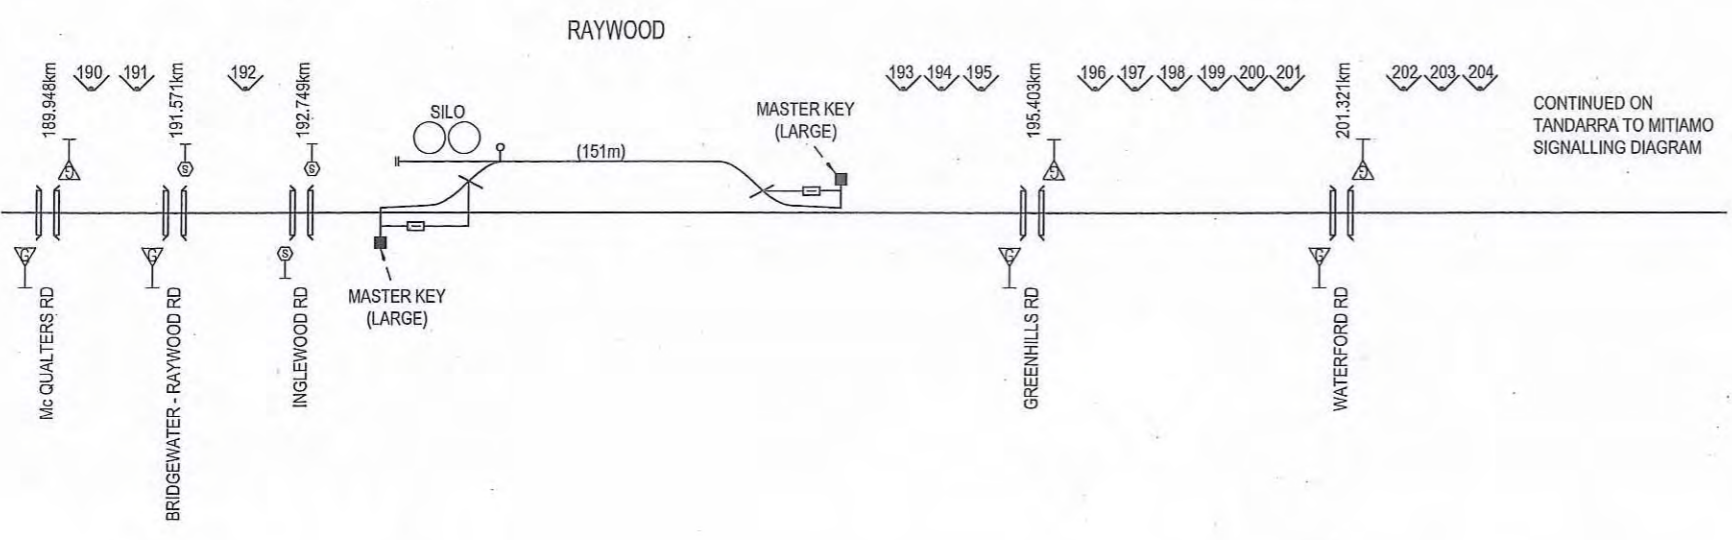 RAYWOOD
189.948km
190
191
191.571km
192
192.749km
193
194
195
195.403km
196
197
198
199
200
201
201.321km
202
203
204
SILO
MASTER KEY
(LARGE)
CONTINUED ON
TANDARRA TO MITIAMO
SIGNALLING DIAGRAM
(151m)
G
S
S
G
G
G
G
S
G
G
MASTER KEY
(LARGE)
Mc QUALTERS RD
BRIDGEWATER - RAYWOOD RD
INGLEWOOD RD
GREENHILLS RD
WATERFORD RD